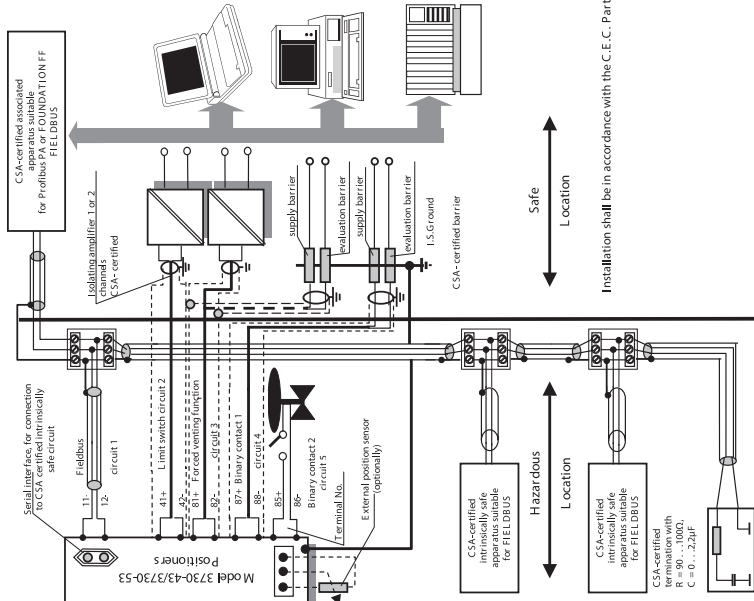 CSA-certified associated
apparatus suitable
for Profibus PA or FOUNDATION FF
FIELDBUS
Isolating amplifier 1 or 2
channels
CSA- certified
supply barrier
evaluation barrier
supply barrier
evaluation barrier
I.S.Ground
CSA-certified barrier
Safe
Location
Installation shall be in accordance with the C.E.C. Part
Serial interface, for connection
to CSA certified intrinsically
safe circuit
Fieldbus
circuit 1
11-
12-
Limit switch circuit 2
41+
42-
Forced venting function
circuit 3
81+
82-
Binary contact 1
circuit 4
87+
88-
Binary contact 2
circuit 5
85+
86-
Terminal No.
External position sensor
(optionally)
Model 3730-43/3730-53
Positioners
Hazardous
Location
CSA-certified
intrinsically safe
apparatus suitable
for FIELDBUS
CSA-certified
intrinsically safe
apparatus suitable
for FIELDBUS
CSA-certified
termination with
R = 90 . . . 100Ω,
C = 0 . . . 2,2µF